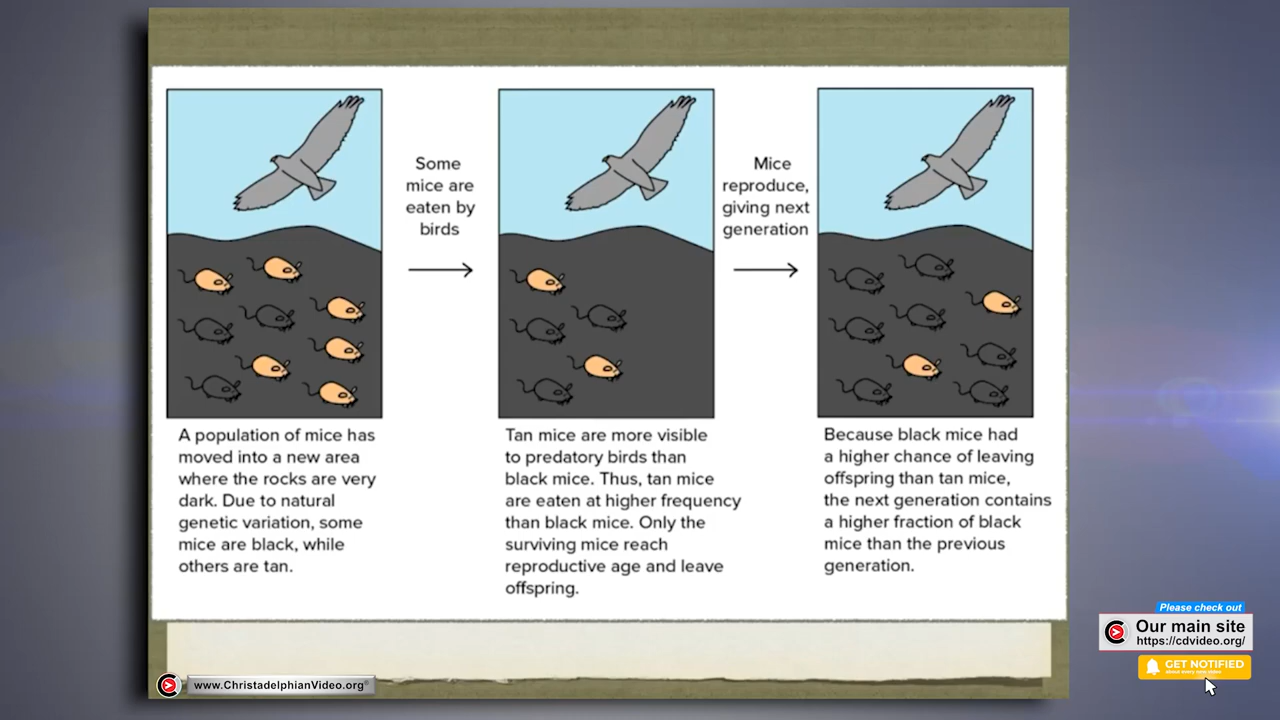 Some
mice are
eaten by
birds
Mice
reproduce,
giving next
generation
A population of mice has
moved into a new area
where the rocks are very
dark. Due to natural
genetic variation, some
mice are black, while
others are tan.
Tan mice are more visible
to predatory birds than
black mice. Thus, tan mice
are eaten at higher frequency
than black mice. Only the
surviving mice reach
reproductive age and leave
offspring.
Because black mice had
a higher chance of leaving
offspring than tan mice,
the next generation contains
a higher fraction of black
mice than the previous
generation.
www.ChristadelphianVideo.org®
Please check out
Our main site
https://cdvideo.org/
GET NOTIFIED
about every new video